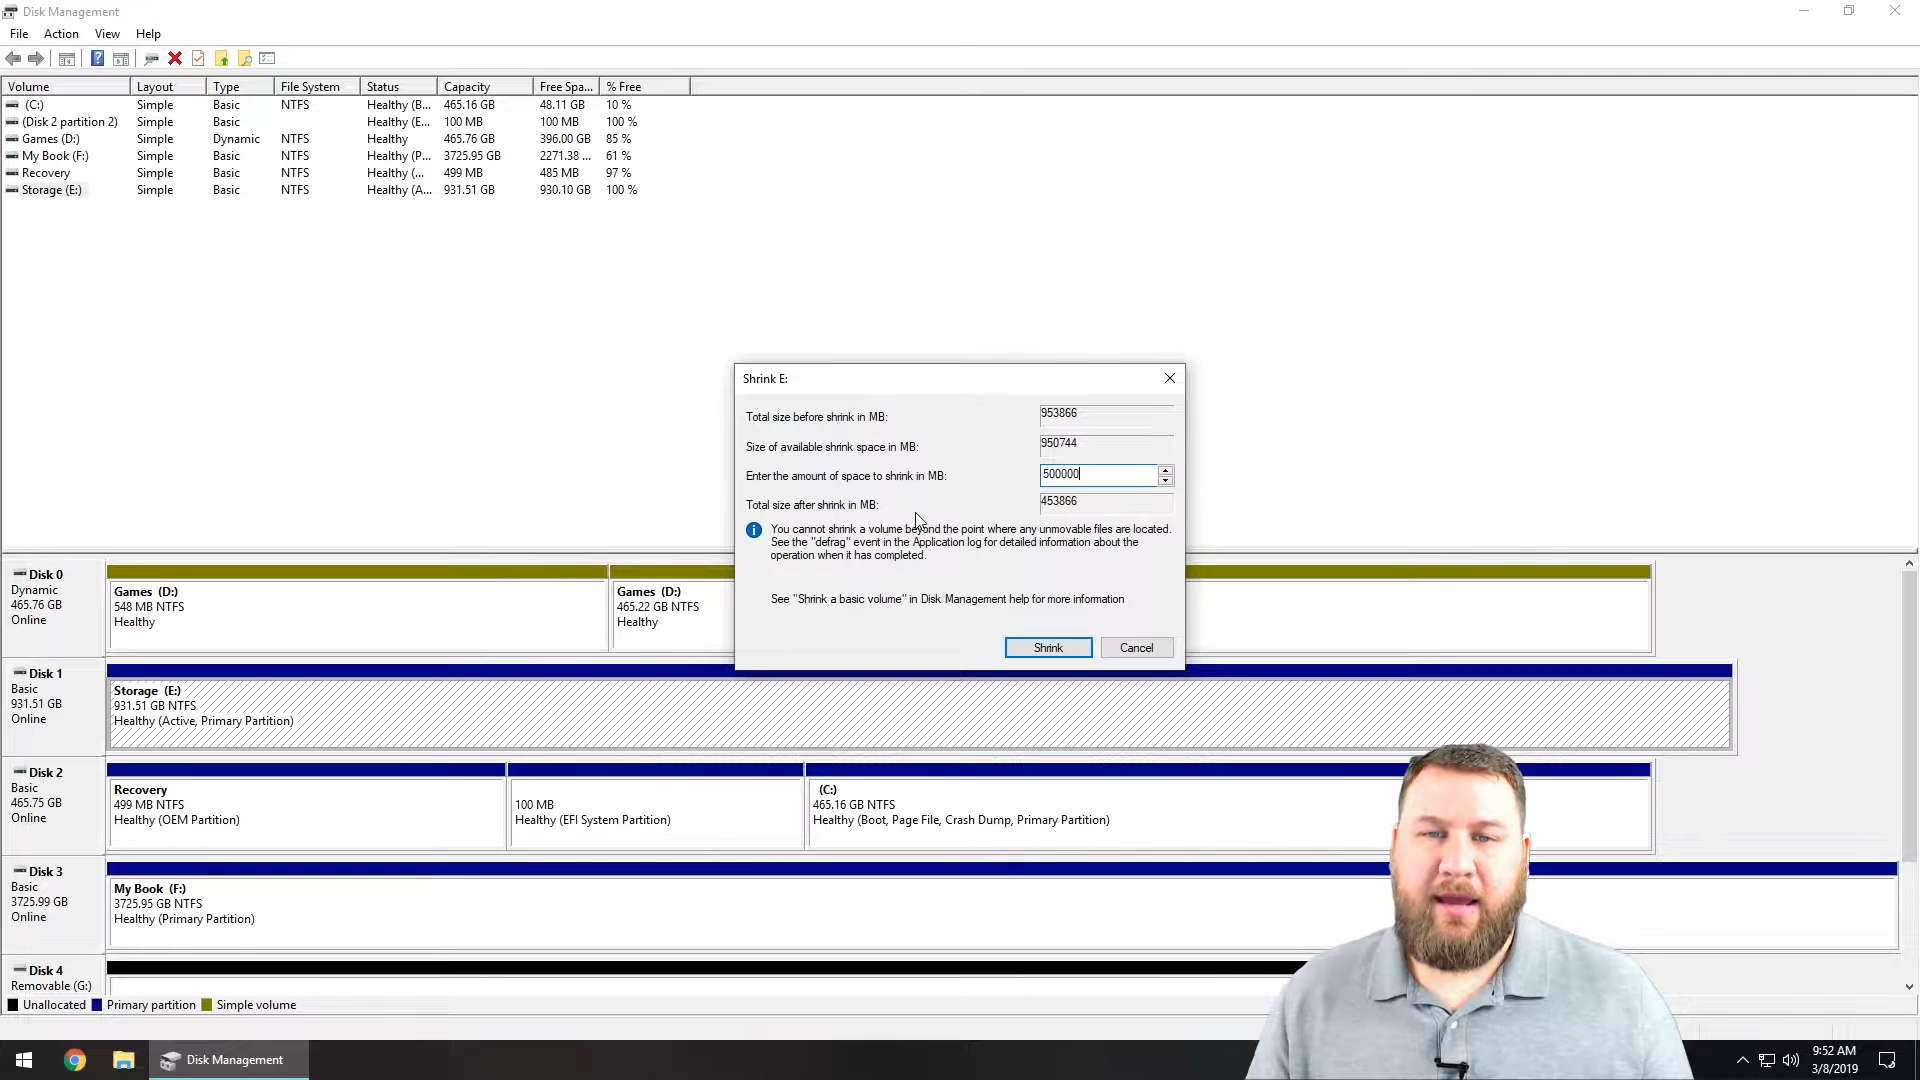 Disk Management
File Action View Help
Volume Layout Type File System Status Capacity Free Spa... % Free
(C:) Simple Basic NTFS Healthy (B... 465.16 GB 48.11 GB 10 %
(Disk 2 partition 2) Simple Basic Healthy (E... 100 MB 100 MB 100 %
Games (D:) Simple Dynamic NTFS Healthy 465.76 GB 396.00 GB 85 %
My Book (F:) Simple Basic NTFS Healthy (P... 3725.95 GB 2271.38 ... 61 %
Recovery Simple Basic NTFS Healthy (... 499 MB 485 MB 97 %
Storage (E:) Simple Basic NTFS Healthy (A... 931.51 GB 930.10 GB 100 %
Shrink E:
Total size before shrink in MB: 953866
Size of available shrink space in MB: 950744
Enter the amount of space to shrink in MB: 500000
Total size after shrink in MB: 453866
You cannot shrink a volume beyond the point where any unmovable files are located.
See the "defrag" event in the Application log for detailed information about the
operation when it has completed.
See "Shrink a basic volume" in Disk Management help for more information
Shrink Cancel
Disk 0
Dynamic
465.76 GB
Online
Games (D:)
548 MB NTFS
Healthy
Games (D:)
465.22 GB NTFS
Healthy
Disk 1
Basic
931.51 GB
Online
Storage (E:)
931.51 GB NTFS
Healthy (Active, Primary Partition)
Disk 2
Basic
465.75 GB
Online
Recovery
499 MB NTFS
Healthy (OEM Partition)
100 MB
Healthy (EFI System Partition)
(C:)
465.16 GB NTFS
Healthy (Boot, Page File, Crash Dump, Primary Partition)
Disk 3
Basic
3725.99 GB
Online
My Book (F:)
3725.95 GB NTFS
Healthy (Primary Partition)
Disk 4
Removable (G:)
Unallocated Primary partition Simple volume
Disk Management
9:52 AM
3/8/2019